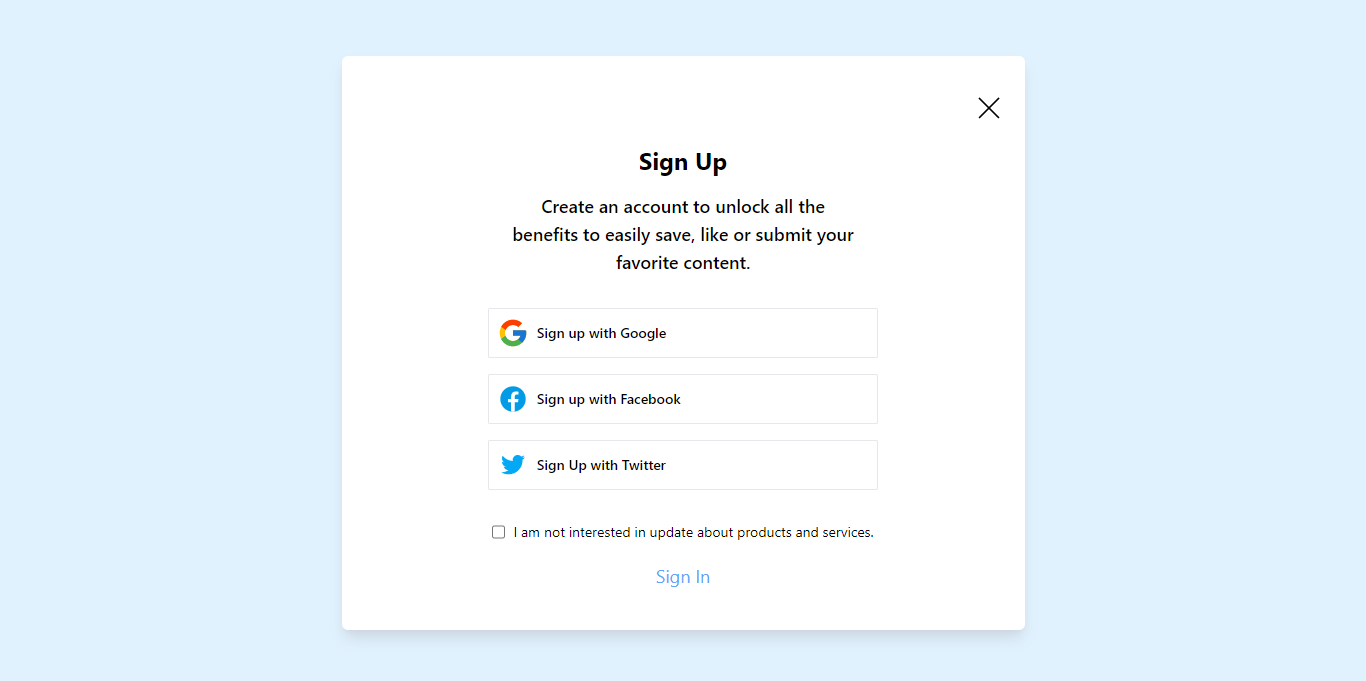 Sign Up
Create an account to unlock all the
benefits to easily save, like or submit your
favorite content.
Sign up with Google
Sign up with Facebook
Sign Up with Twitter
I am not interested in update about products and services.
Sign In